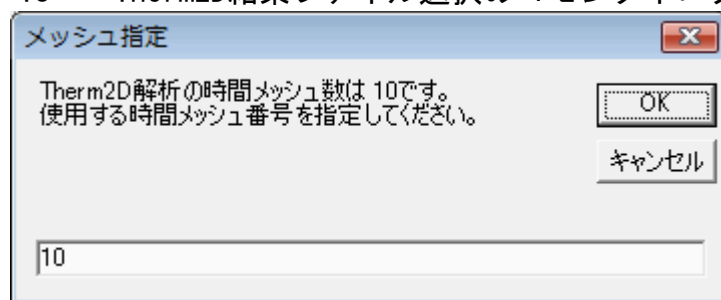 メッシュ指定
Therm2D解析の時間メッシュ数は 10です。
使用する時間メッシュ番号を指定してください。
OK
キャンセル
10